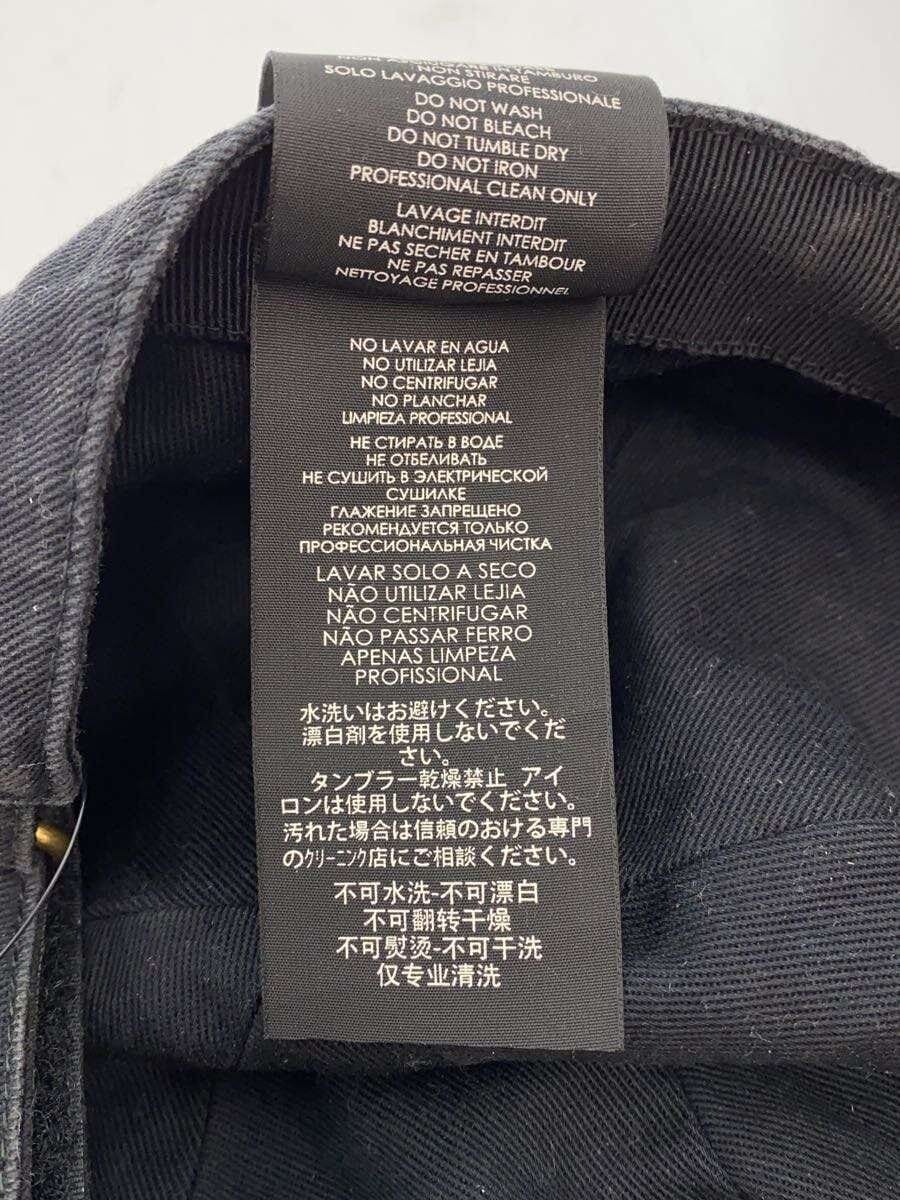 NON STIRARE
SOLO LAVAGGIO PROFESSIONALE
DO NOT WASH
DO NOT BLEACH
DO NOT TUMBLE DRY
DO NOT IRON
PROFESSIONAL CLEAN ONLY
LAVAGE INTERDIT
BLANCHIMENT INTERDIT
NE PAS SECHER EN TAMBOUR
NE PAS REPASSER
NETTOYAGE PROFESSIONNEL
NO LAVAR EN AGUA
NO UTILIZAR LEJIA
NO CENTRIFUGAR
NO PLANCHAR
LIMPIEZA PROFESSIONAL
НЕ СТИРАТЬ В ВОДЕ
НЕ ОТБЕЛИВАТЬ
НЕ СУШИТЬ В ЭЛЕКТРИЧЕСКОЙ
СУШИЛКЕ
ГЛАЖЕНИЕ ЗАПРЕЩЕНО
РЕКОМЕНДУЕТСЯ ТОЛЬКО
ПРОФЕССИОНАЛЬНАЯ ЧИСТКА
LAVAR SOLO A SECO
NÃO UTILIZAR LEJIA
NÃO CENTRIFUGAR
NÃO PASSAR FERRO
APENAS LIMPEZA
PROFISSIONAL
水洗いはお避けください。
漂白剤を使用しないでくだ
さい。
タンブラー乾燥禁止 アイ
ロンは使用しないでください。
汚れた場合は信頼のおける専門
のｸﾘｰﾆﾝｸﾞ店にご相談ください。
不可水洗-不可漂白
不可翻转干燥
不可熨烫-不可干洗
仅专业清洗